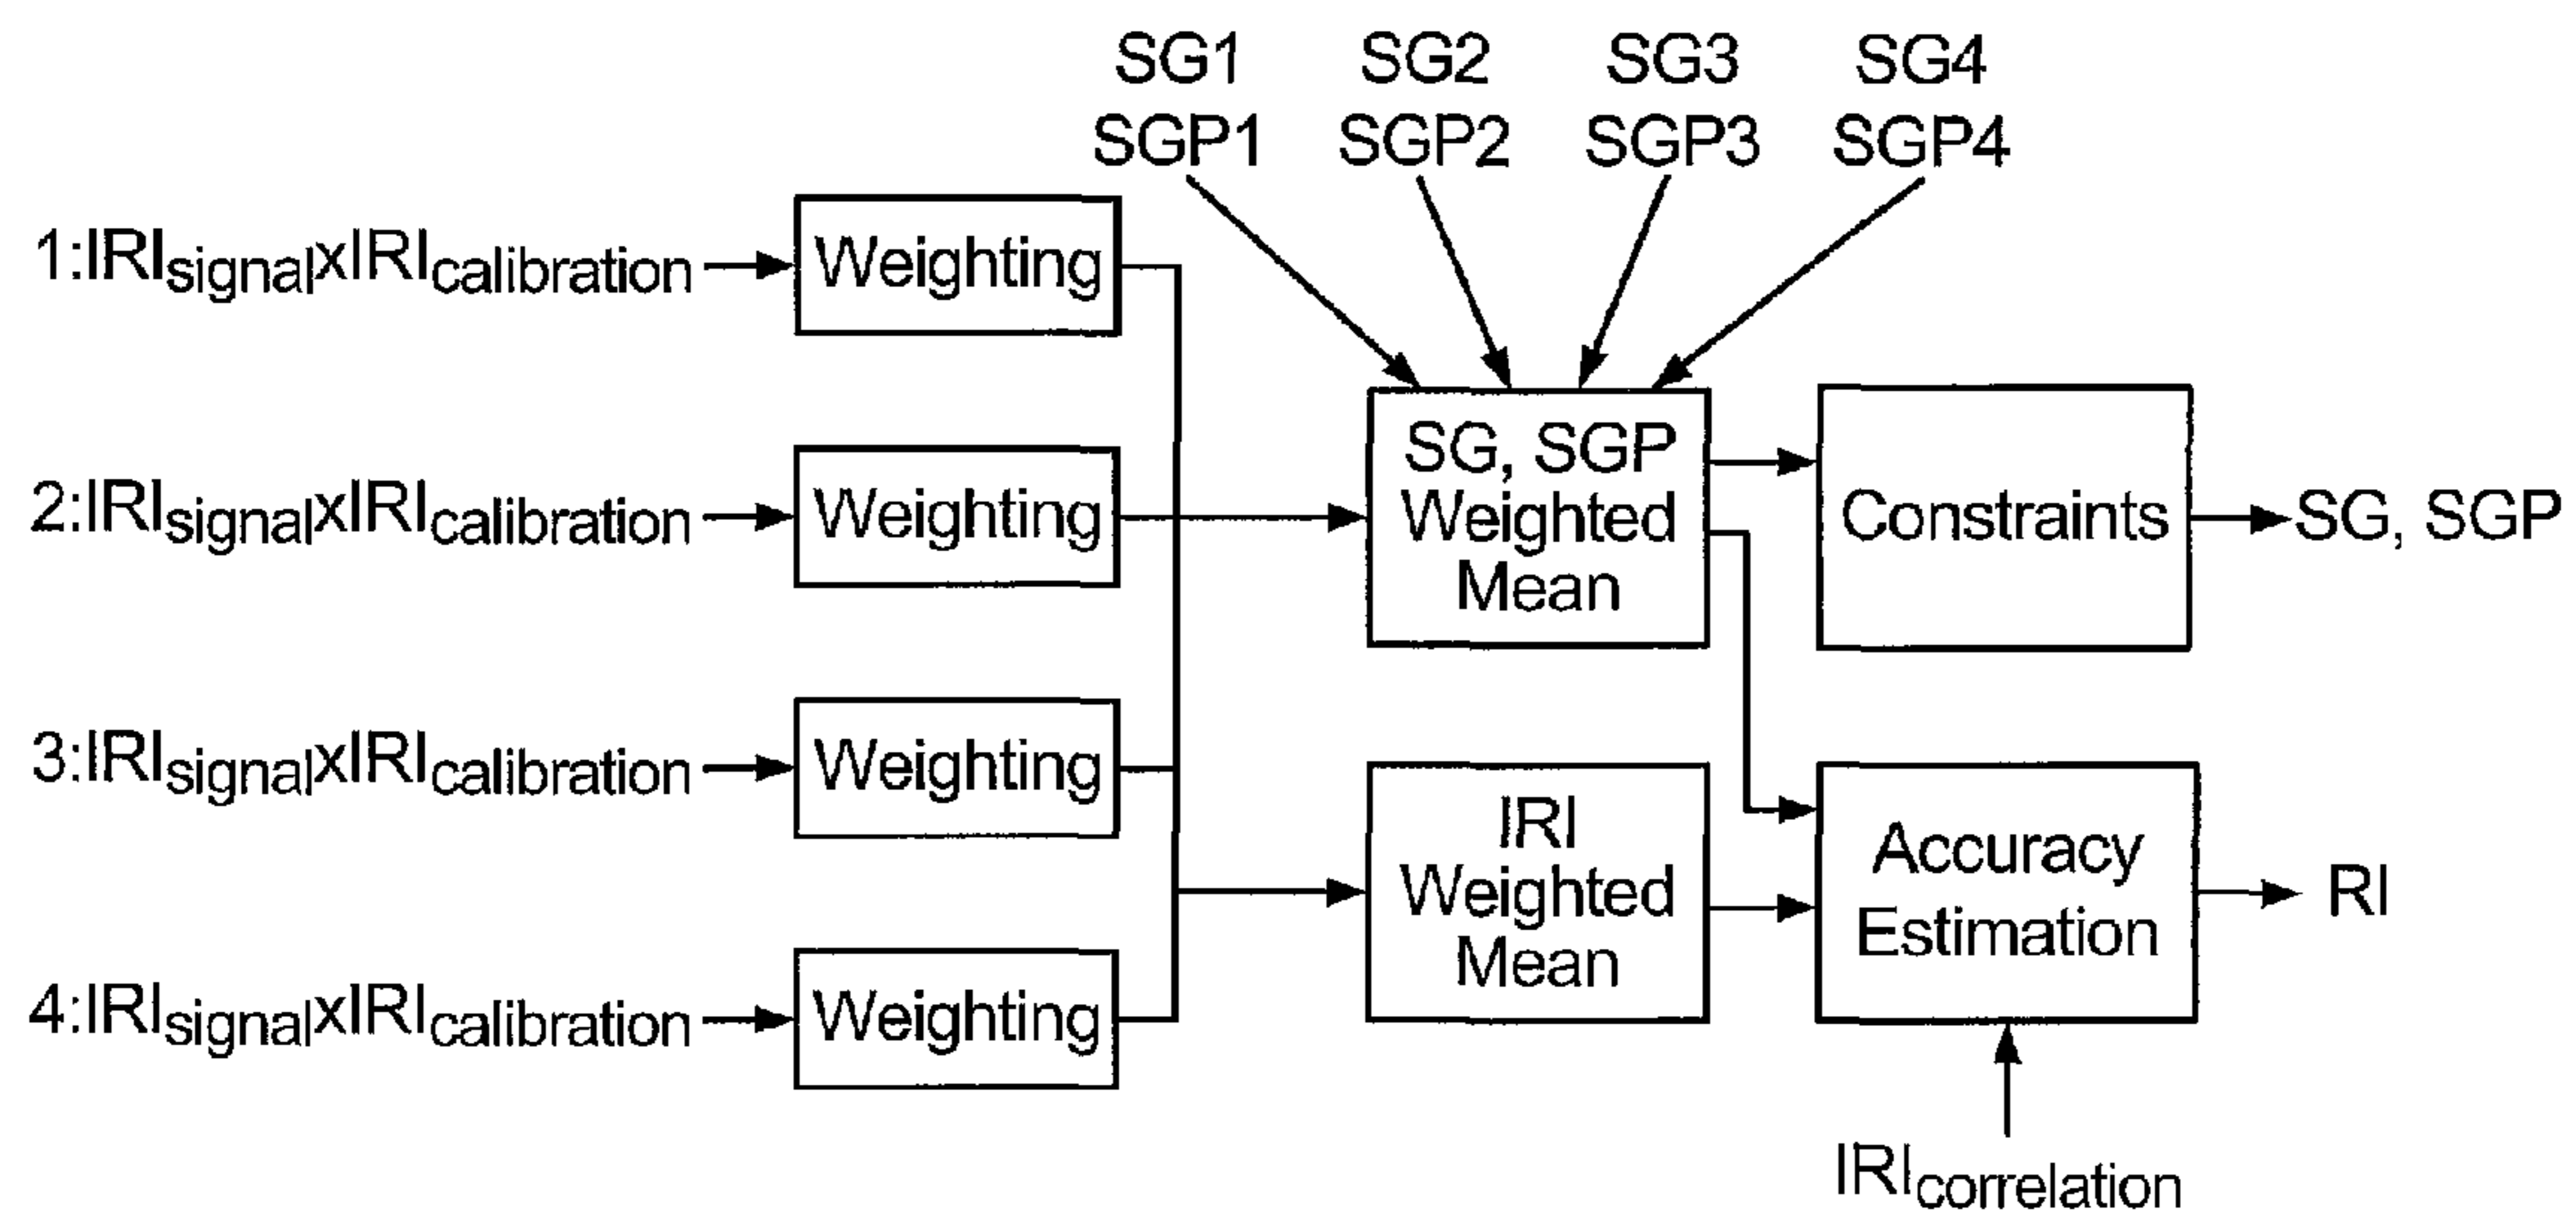 SG1 SG2 SG3 SG4
SGP1 SGP2 SGP3 SGP4
1:IRIsignalxIRIcalibration
Weighting
2:IRIsignalxIRIcalibration
Weighting
SG, SGP
Weighted
Mean
Constraints
SG, SGP
3:IRIsignalxIRIcalibration
Weighting
4:IRIsignalxIRIcalibration
Weighting
IRI
Weighted
Mean
Accuracy
Estimation
RI
IRIcorrelation